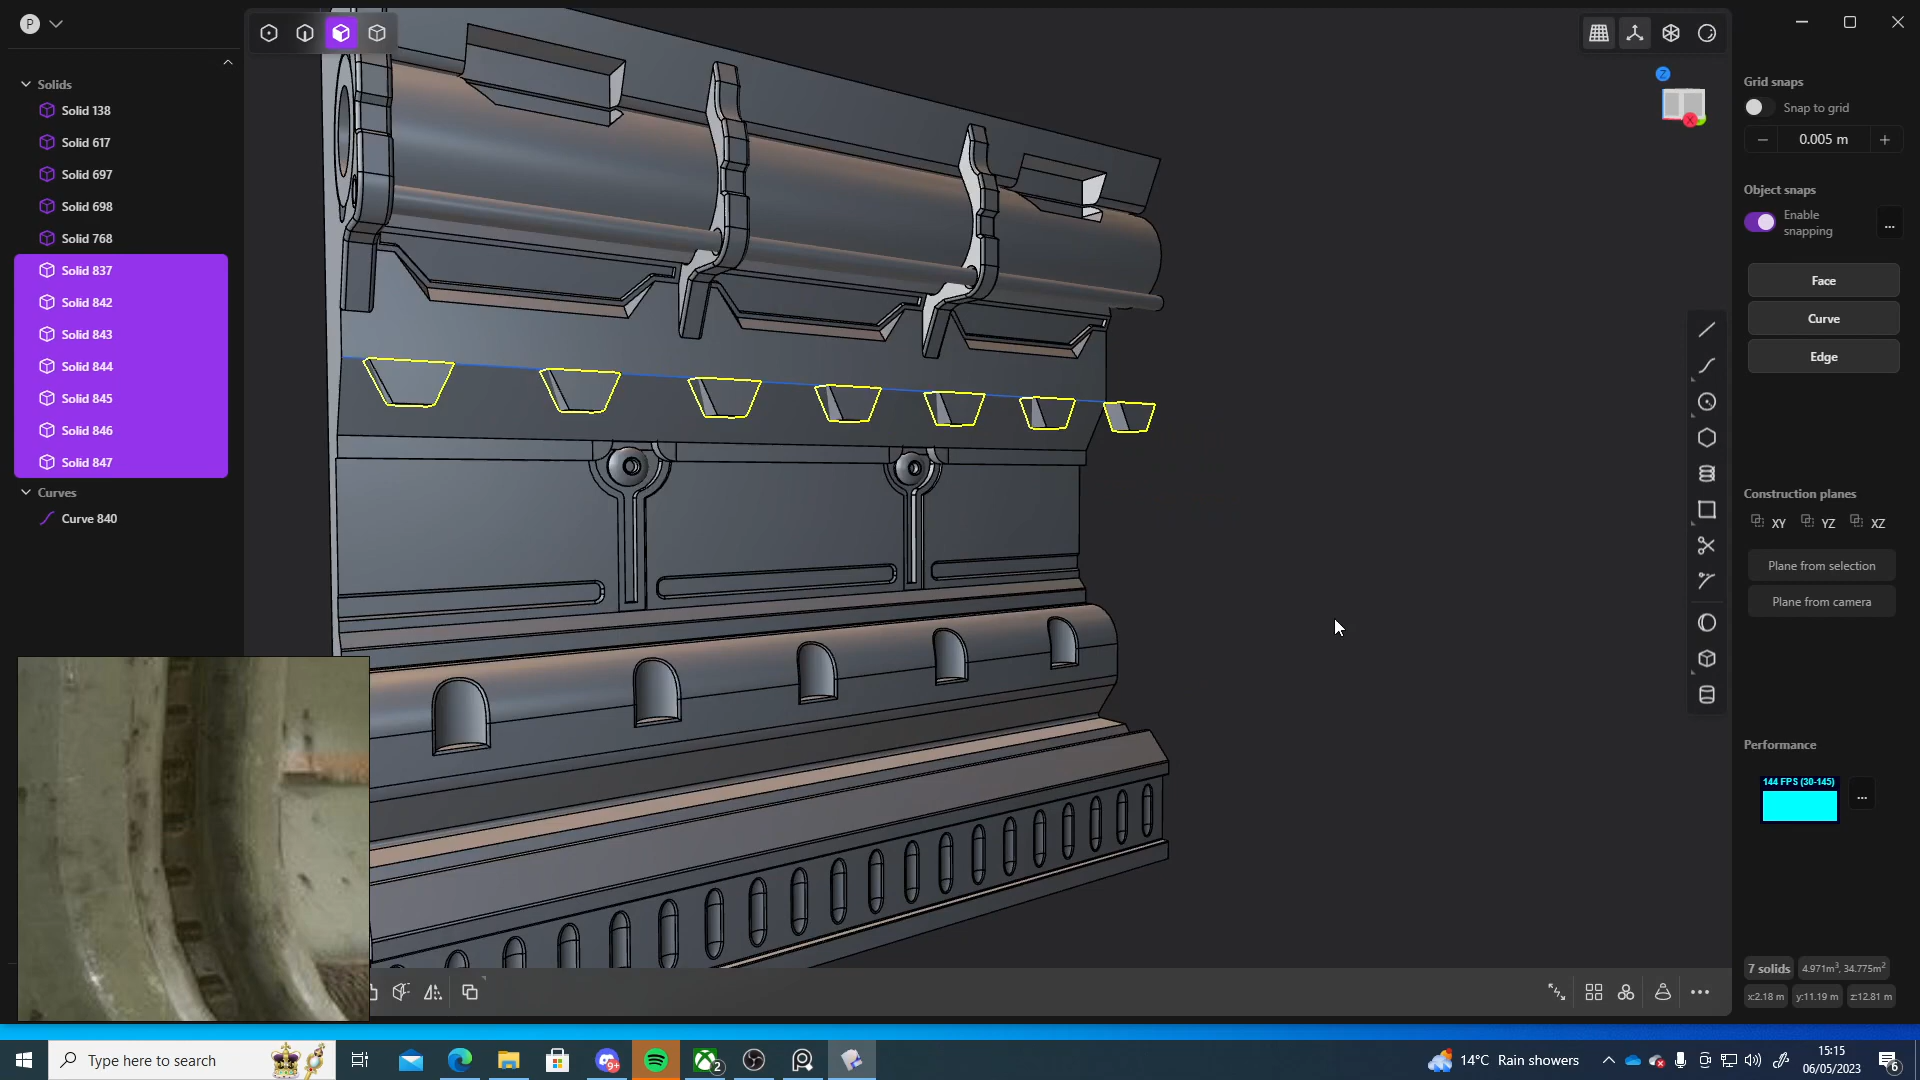 P
Solids
Solid 138
Solid 617
Solid 697
Solid 698
Solid 768
Solid 837
Solid 842
Solid 843
Solid 844
Solid 845
Solid 846
Solid 847
Curves
Curve 840
Z
X
Grid snaps
Snap to grid
− 0.005 m +
Object snaps
Enable
snapping
...
Face
Curve
Edge
Construction planes
XY YZ XZ
Plane from selection
Plane from camera
Performance
144 FPS (30-145)
...
7 solids 4.971m³, 34.775m²
x:2.18 m y:11.19 m z:12.81 m
Type here to search
9+
2
14°C Rain showers
15:15
06/05/2023
6